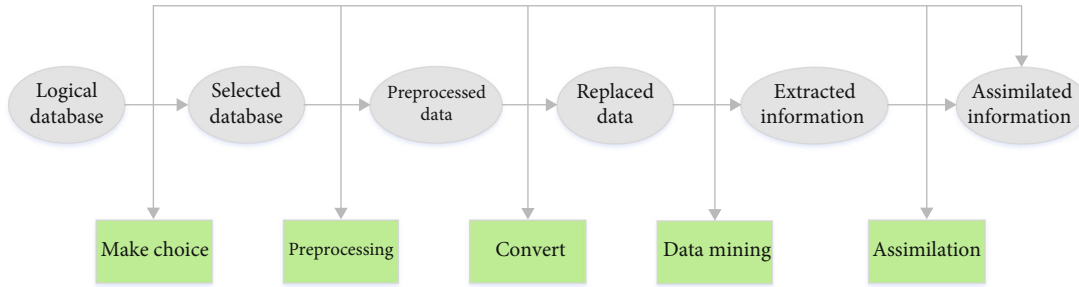 Logical
database
Selected
database
Preprocessed
data
Replaced
data
Extracted
information
Assimilated
information
Make choice
Preprocessing
Convert
Data mining
Assimilation